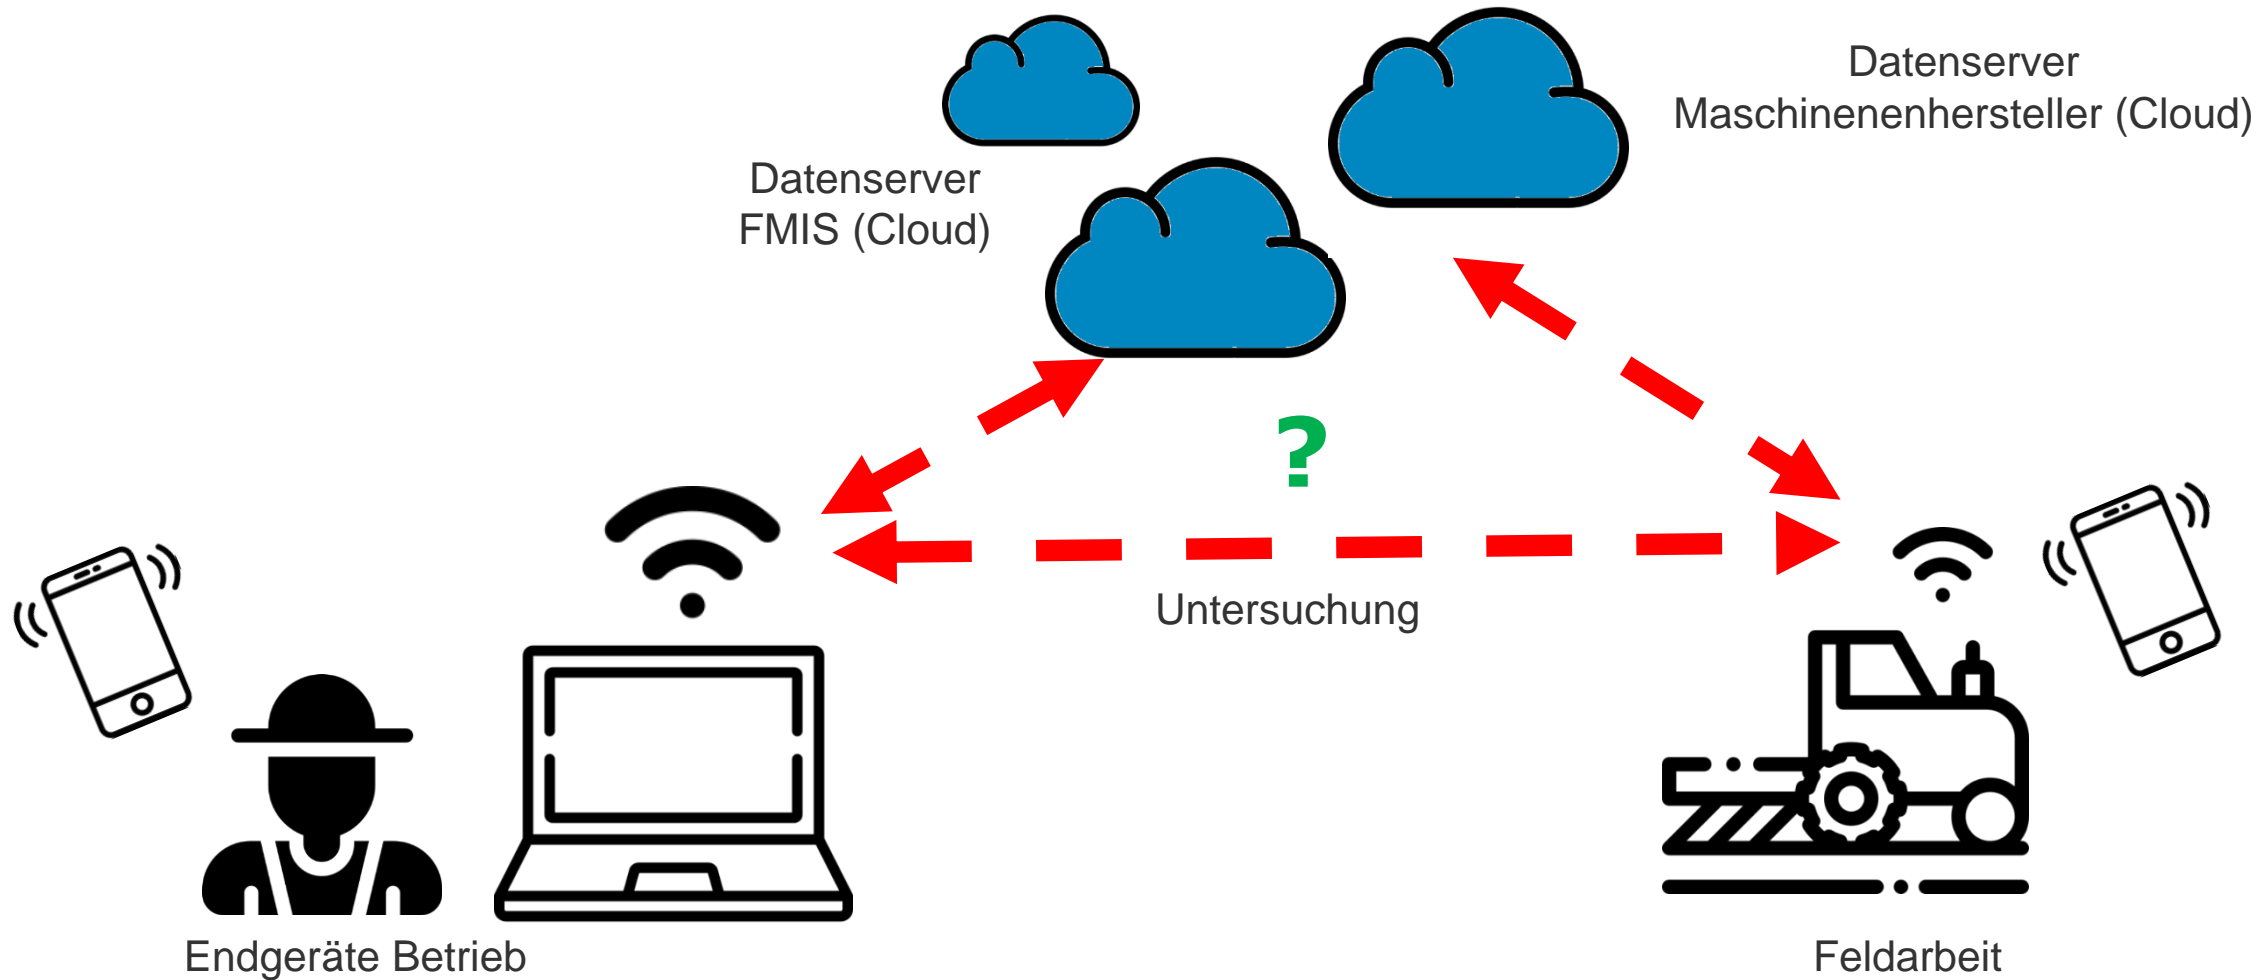 Datenserver
Maschinenenhersteller (Cloud)
Datenserver
FMIS (Cloud)
?
Untersuchung
Endgeräte Betrieb
Feldarbeit